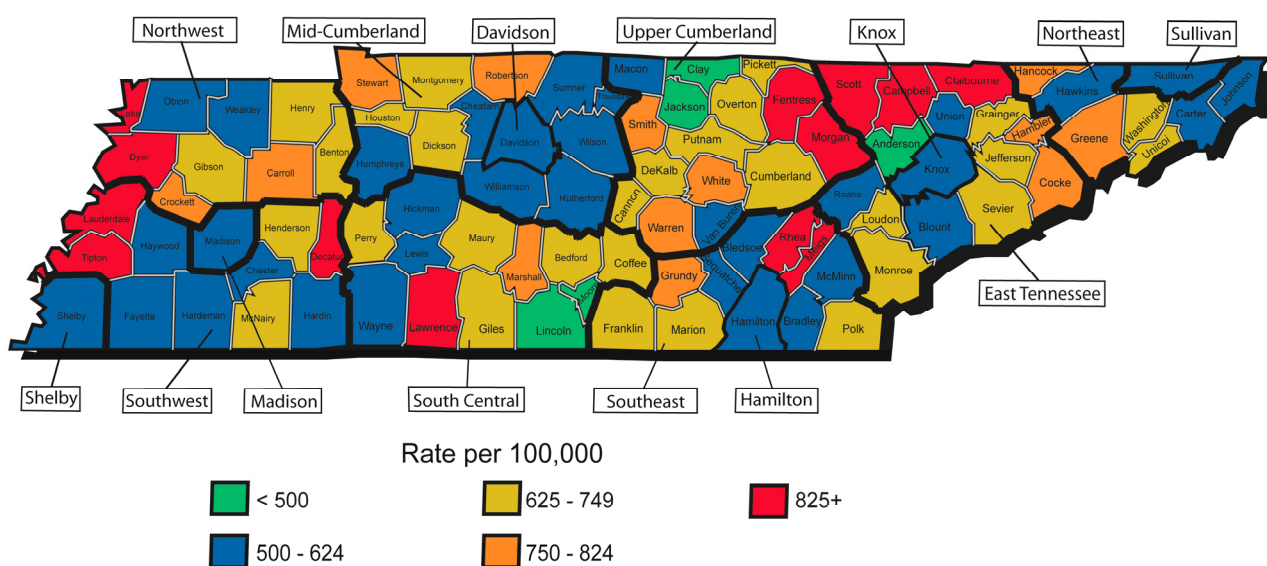 Northwest
Mid-Cumberland
Davidson
Upper Cumberland
Knox
Northeast
Sullivan
Lake
Obion
Weakley
Henry
Stewart
Montgomery
Robertson
Sumner
Macon
Clay
Pickett
Scott
Campbell
Claibourne
Hancock
Hawkins
Sullivan
Johnson
Dyer
Gibson
Carroll
Benton
Houston
Humphreys
Dickson
Cheatam
Davidson
Wilson
Smith
Jackson
Overton
Fentress
Putnam
Morgan
Anderson
Union
Grainger
Hamblen
Greene
Washington
Unicoi
Carter
Crockett
Lauderdale
Haywood
Madison
Henderson
Decatur
Perry
Hickman
Williamson
Rutherford
Cannon
DeKalb
White
Cumberland
Roane
Knox
Jefferson
Cocke
Sevier
Tipton
Chester
Lewis
Maury
Marshall
Bedford
Coffee
Warren
Van Buren
Bledsoe
Rhea
Meigs
Loudon
Blount
Monroe
McMinn
Shelby
Fayette
Hardeman
McNairy
Hardin
Wayne
Lawrence
Giles
Lincoln
Franklin
Grundy
Marion
Hamilton
Bradley
Polk
East Tennessee
Shelby
Southwest
Madison
South Central
Southeast
Hamilton
Rate per 100,000
< 500
625 - 749
825+
500 - 624
750 - 824